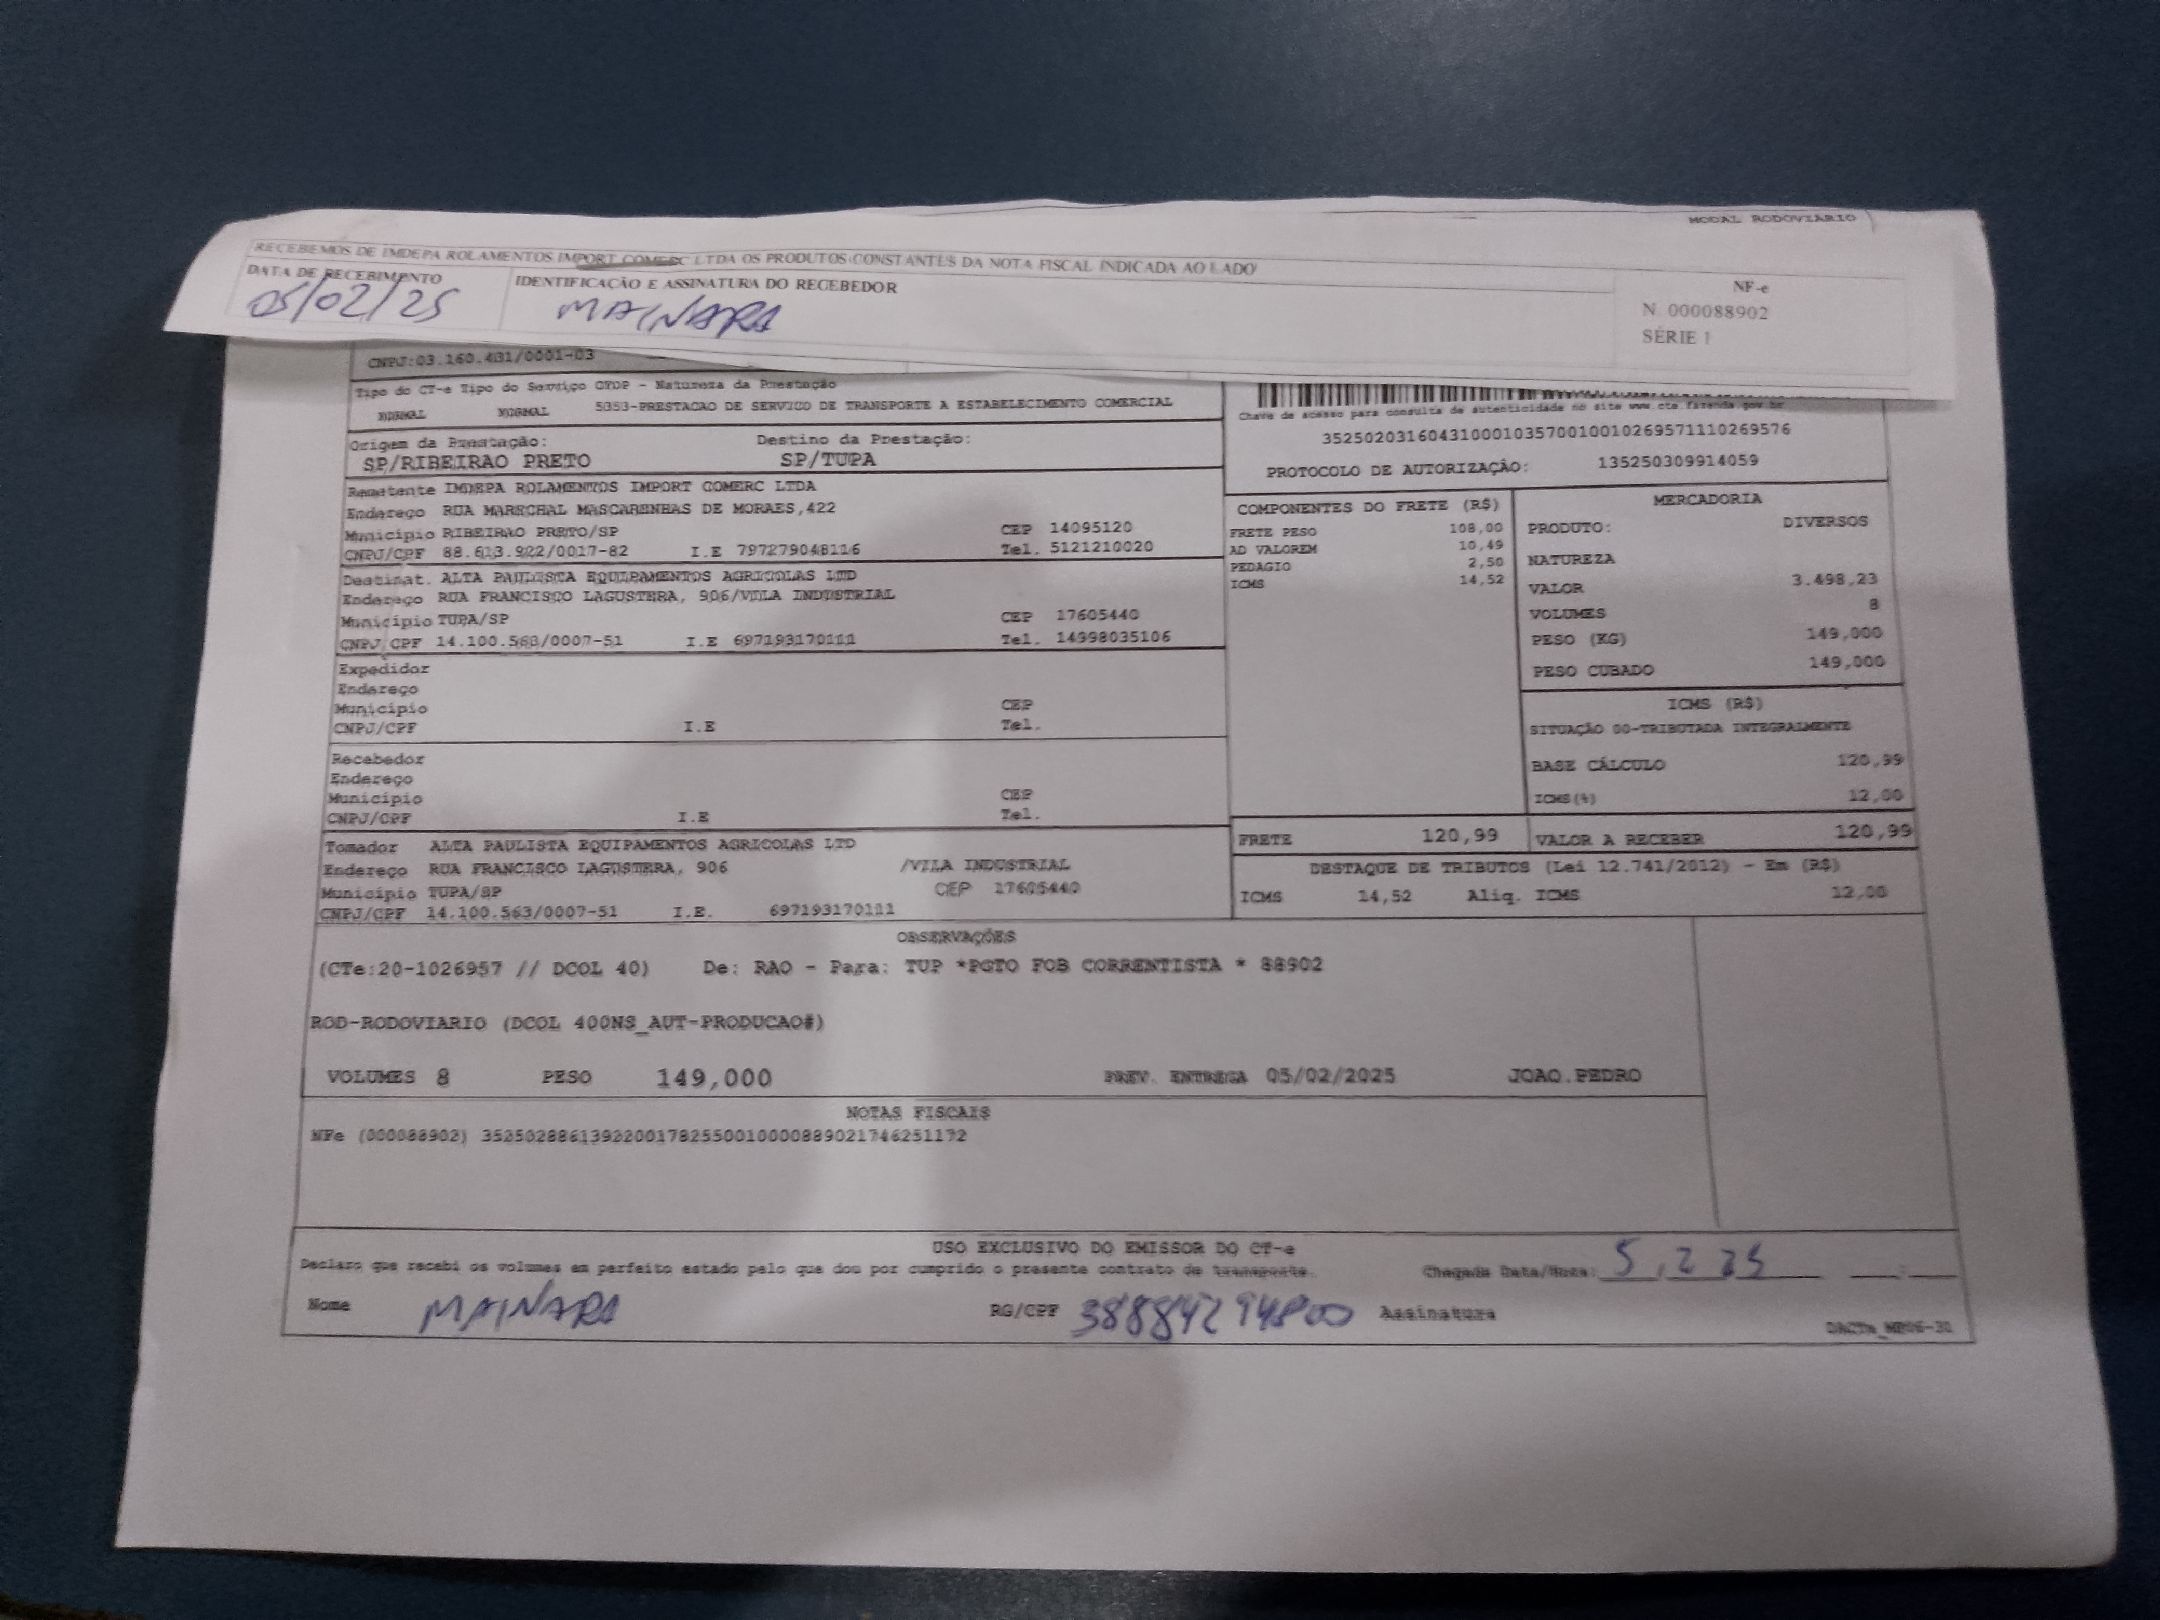 MODAL RODOVIARIO
RECEBEMOS DE IMDEPA ROLAMENTOS IMPORT COMERC LTDA OS PRODUTOS CONSTANTES DA NOTA FISCAL INDICADA AO LADO
DATA DE RECEBIMENTO
05/02/25
IDENTIFICAÇÃO E ASSINATURA DO RECEBEDOR
MAINARA
NF-e
N. 000088902
SÉRIE 1
CNPJ:03.160.431/0001-03
Tipo do CT-e Tipo do Serviço CFOP - Natureza da Prestação
NORMAL NORMAL 5353-PRESTACAO DE SERVICO DE TRANSPORTE A ESTABELECIMENTO COMERCIAL
Chave de acesso para consulta de autenticidade no site www.cte.fazenda.gov.br
PROTOCOLO DE AUTORIZAÇÃO: 135250309914059
Origem da Prestação: Destino da Prestação:
SP/RIBEIRAO PRETO SP/TUPA
Remetente IMDEPA ROLAMENTOS IMPORT COMERC LTDA
Endereço RUA MARECHAL MASCARENHAS DE MORAES,422
Município RIBEIRAO PRETO/SP CEP 14095120
CNPJ/CPF 88.613.922/0017-82 I.E 797279048116 Tel. 5121210020
Destinat. ALTA PAULISTA EQUIPAMENTOS AGRICOLAS LTD
Endereço RUA FRANCISCO LAGUSTERA, 906/VILA INDUSTRIAL
Município TUPA/SP CEP 17605440
CNPJ/CPF 14.100.563/0007-51 I.E 697193170111 Tel. 14998035106
Expedidor
Endereço
Município CEP
CNPJ/CPF I.E Tel.
Recebedor
Endereço
Município CEP
CNPJ/CPF I.E Tel.
Tomador ALTA PAULISTA EQUIPAMENTOS AGRICOLAS LTD
Endereço RUA FRANCISCO LAGUSTERA, 906 /VILA INDUSTRIAL
Município TUPA/SP CEP 17605440
CNPJ/CPF 14.100.563/0007-51 I.E. 697193170111
COMPONENTES DO FRETE (R$)
FRETE PESO 108,00
AD VALOREM 10,49
PEDAGIO 2,50
ICMS 14,52
MERCADORIA
PRODUTO: DIVERSOS
NATUREZA
VALOR 3.498,23
VOLUMES 8
PESO (KG) 149,000
PESO CUBADO 149,000
ICMS (R$)
SITUAÇÃO 00-TRIBUTADA INTEGRALMENTE
BASE CÁLCULO 120,99
ICMS(%) 12,00
FRETE 120,99 VALOR A RECEBER 120,99
DESTAQUE DE TRIBUTOS (Lei 12.741/2012) - Em (R$)
ICMS 14,52 Aliq. ICMS 12,00
OBSERVAÇÕES
(CTe:20-1026957 // DCOL 40) De: RAO - Para: TUP *PGTO FOB CORRENTISTA * 88902
ROD-RODOVIARIO (DCOL 400NS_AUT-PRODUCAO#)
VOLUMES 8 PESO 149,000 PREV. ENTREGA 05/02/2025 JOAO.PEDRO
NOTAS FISCAIS
NFe (000088902) 35250288613922001782550010000889021746251172
USO EXCLUSIVO DO EMISSOR DO CT-e
Declaro que recebi os volumes em perfeito estado pelo que dou por cumprido o presente contrato de transporte.
Chegada Data/Hora: 5,2 25 __:__
Nome MAINARA RG/CPF 38884294800 Assinatura